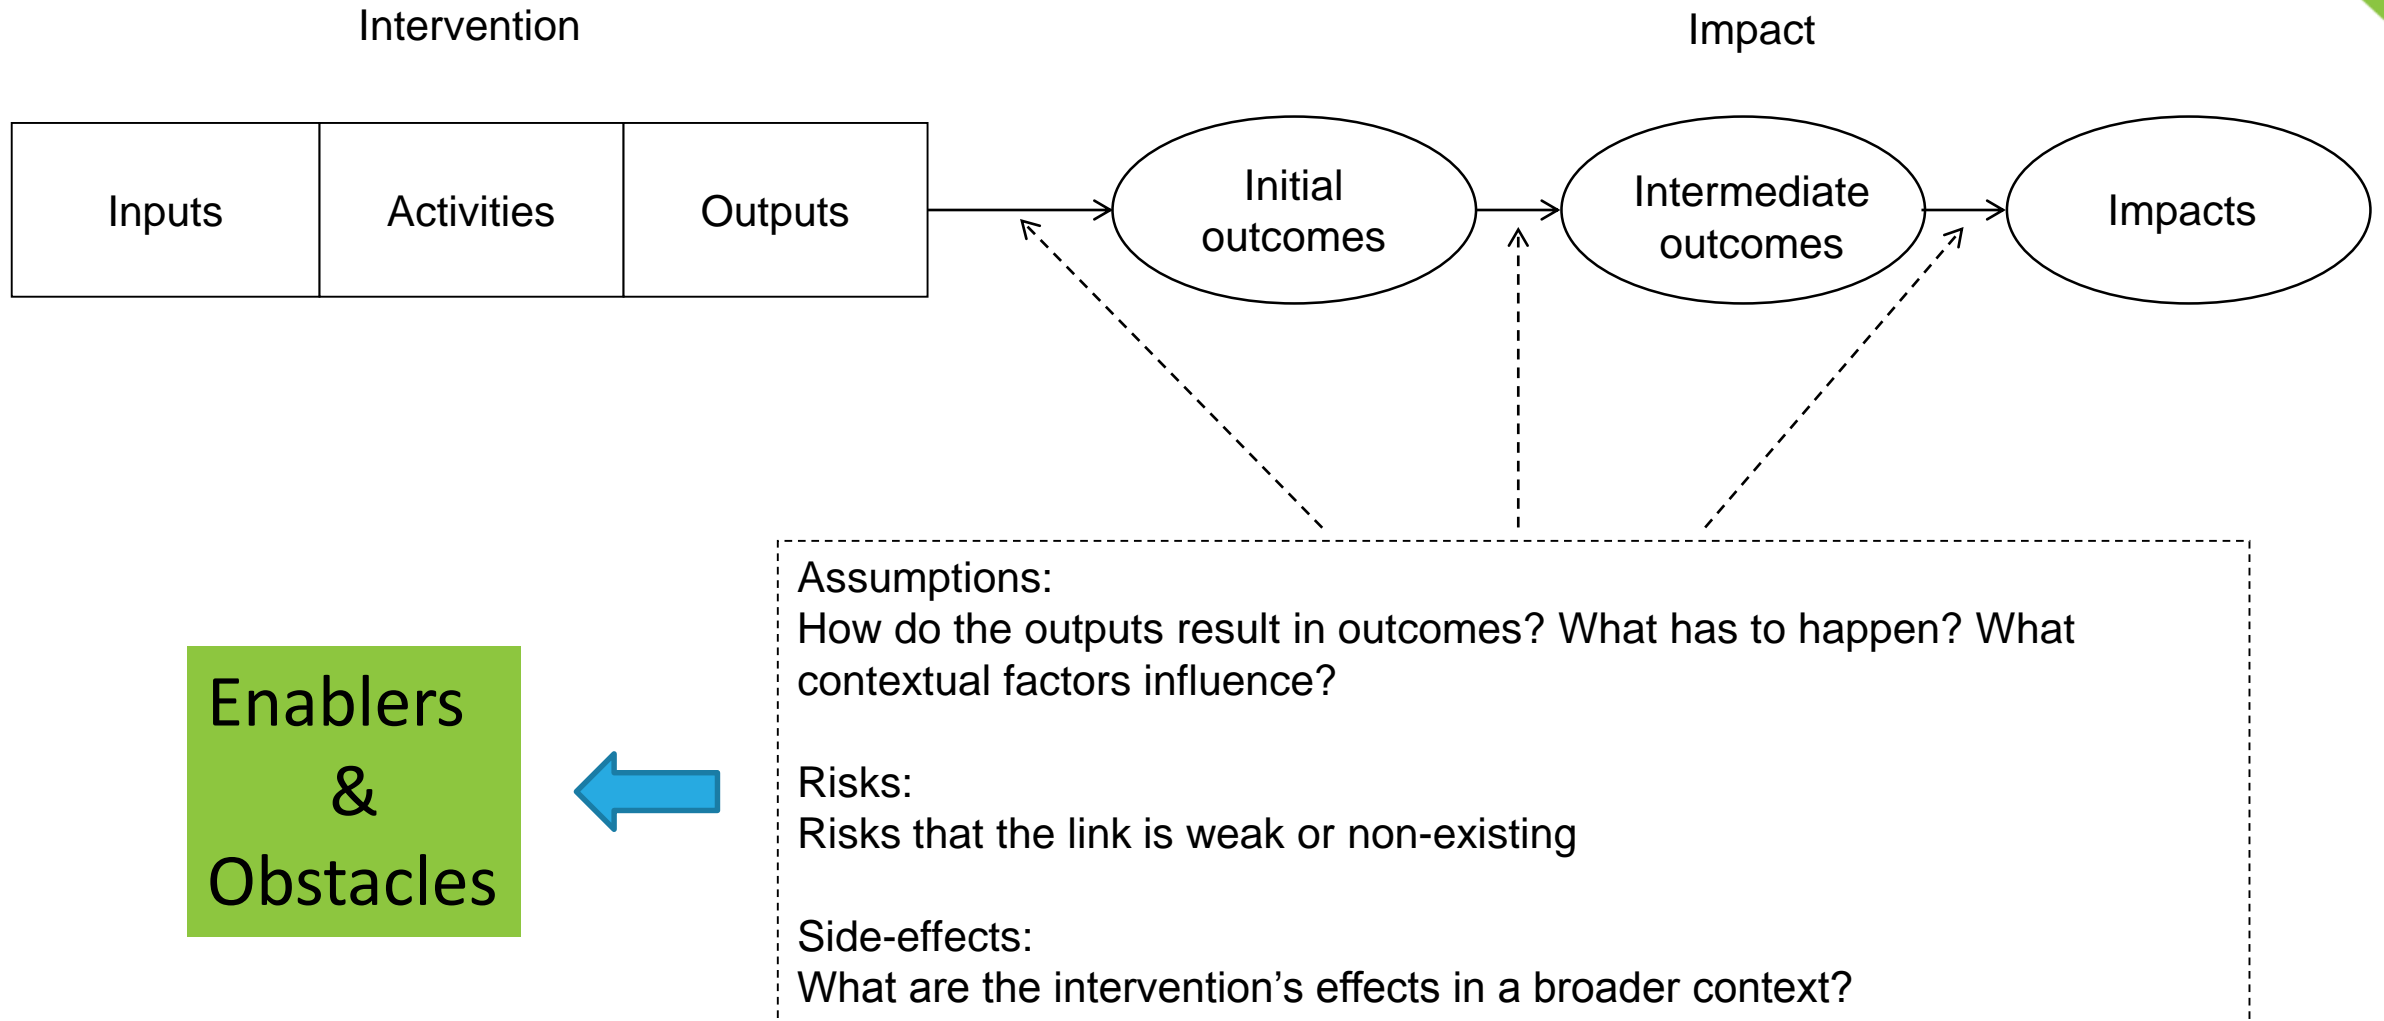 Intervention
Impact
Inputs
Activities
Outputs
Initial
outcomes
Intermediate
outcomes
Impacts
Assumptions:
How do the outputs result in outcomes? What has to happen? What
contextual factors influence?
Risks:
Risks that the link is weak or non-existing
Side-effects:
What are the intervention’s effects in a broader context?
Enablers
&
Obstacles